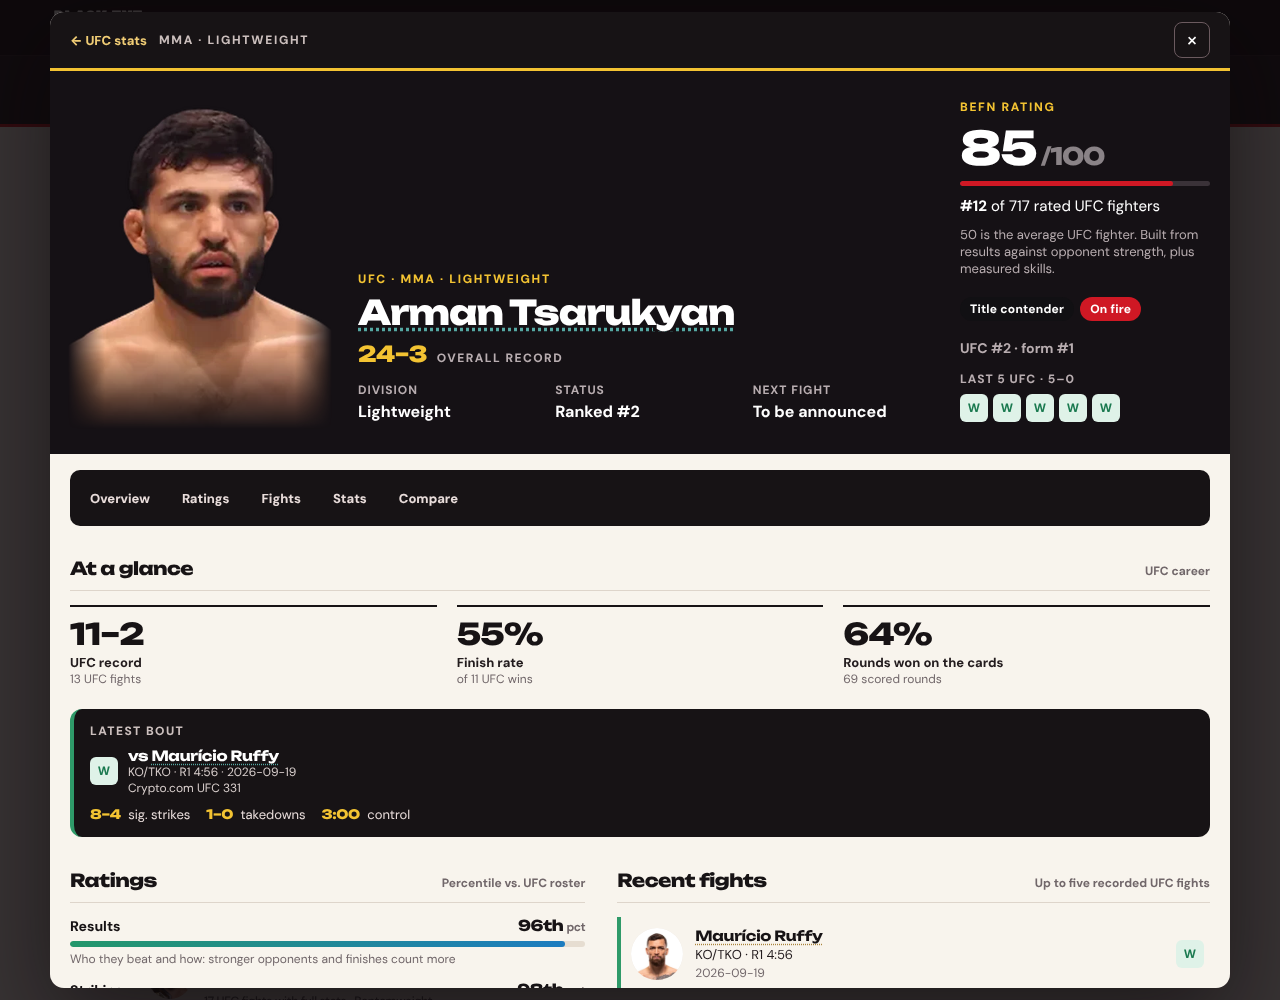 ← UFC stats MMA · LIGHTWEIGHT ×
BEFN RATING
85 /100
#12 of 717 rated UFC fighters
50 is the average UFC fighter. Built from
results against opponent strength, plus
measured skills.
Title contender On fire
UFC #2 · form #1
LAST 5 UFC · 5–0
W W W W W
UFC · MMA · LIGHTWEIGHT
Arman Tsarukyan
24–3 OVERALL RECORD
DIVISION STATUS NEXT FIGHT
Lightweight Ranked #2 To be announced
Overview Ratings Fights Stats Compare
At a glance UFC career
11–2 55% 64%
UFC record Finish rate Rounds won on the cards
13 UFC fights of 11 UFC wins 69 scored rounds
LATEST BOUT
W
vs Maurício Ruffy
KO/TKO · R1 4:56 · 2026-09-19
Crypto.com UFC 331
8–4 sig. strikes 1–0 takedowns 3:00 control
Ratings Percentile vs. UFC roster
Results 96th pct
Who they beat and how: stronger opponents and finishes count more
Striking 98th pct
Recent fights Up to five recorded UFC fights
Maurício Ruffy
KO/TKO · R1 4:56
2026-09-19
W